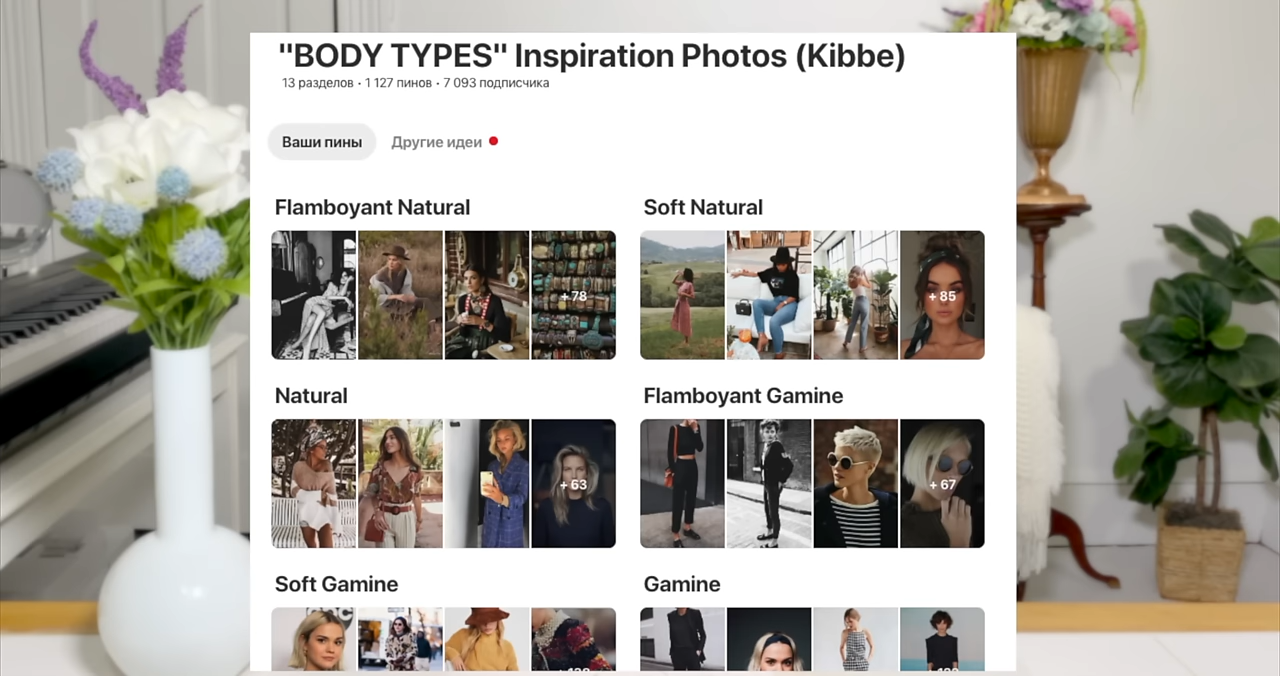 "BODY TYPES" Inspiration Photos (Kibbe)
13 разделов · 1 127 пинов · 7 093 подписчика
Ваши пины
Другие идеи
Flamboyant Natural
Soft Natural
+ 78
+ 85
Natural
Flamboyant Gamine
+ 63
+ 67
Soft Gamine
Gamine